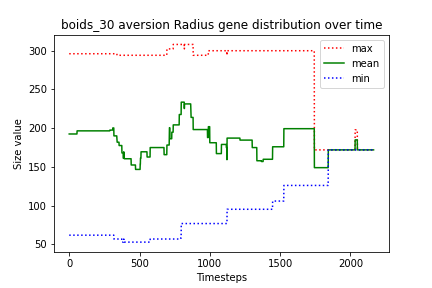 boids_30 aversion Radius gene distribution over time
max
mean
min
300
250
200
150
100
50
Size value
0
500
1000
1500
2000
Timesteps